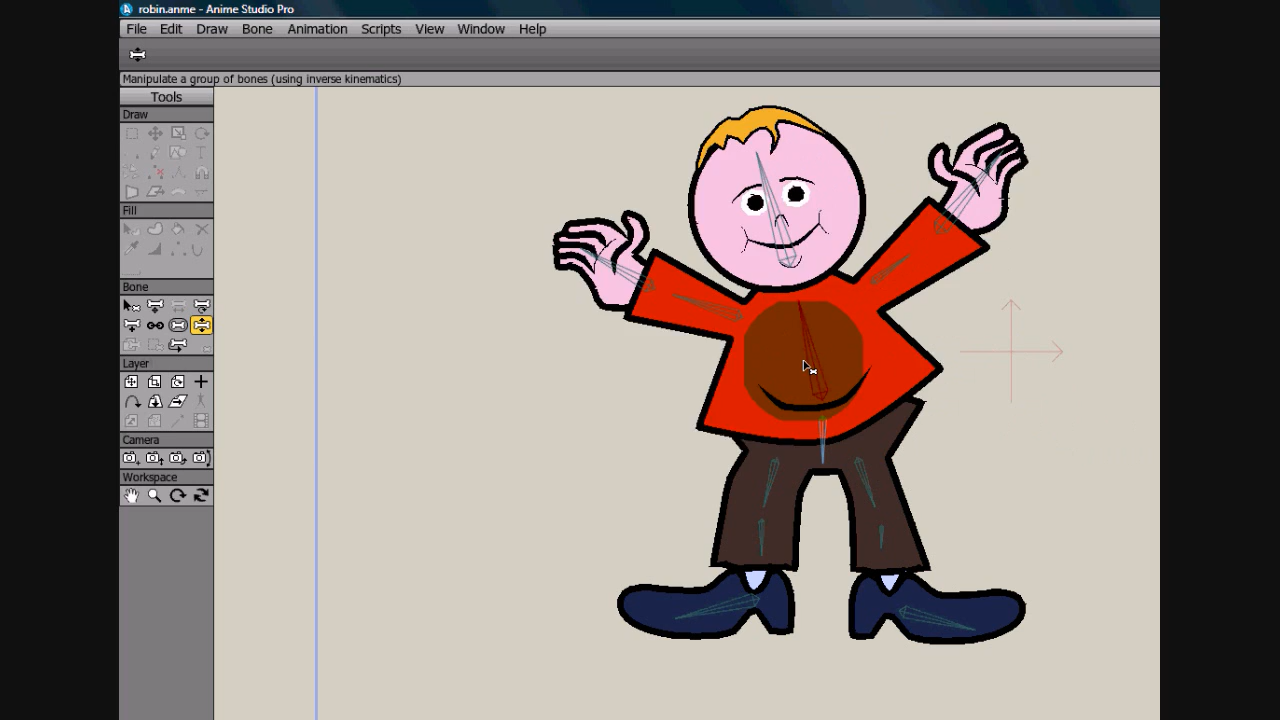 robin.anme - Anime Studio Pro
File Edit Draw Bone Animation Scripts View Window Help
Manipulate a group of bones (using inverse kinematics)
Tools
Draw
Fill
Bone
Layer
Camera
Workspace